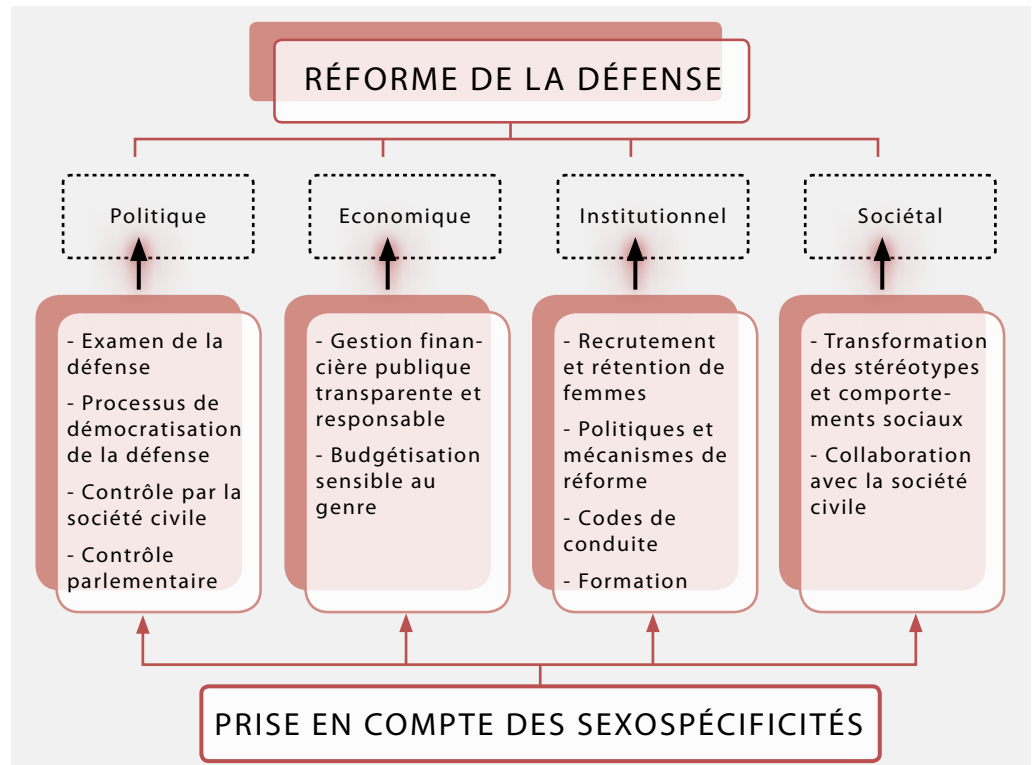 RÉFORME DE LA DÉFENSE
Politique
Economique
Institutionnel
Sociétal
- Examen de la
défense
- Processus de
démocratisation
de la défense
- Contrôle par la
société civile
- Contrôle
parlementaire
- Gestion finan-
cière publique
transparente et
responsable
- Budgétisation
sensible au
genre
- Recrutement
et rétention de
femmes
- Politiques et
mécanismes de
réforme
- Codes de
conduite
- Formation
- Transformation
des stéréotypes
et comporte-
ments sociaux
- Collaboration
avec la société
civile
PRISE EN COMPTE DES SEXOSPÉCIFICITÉS